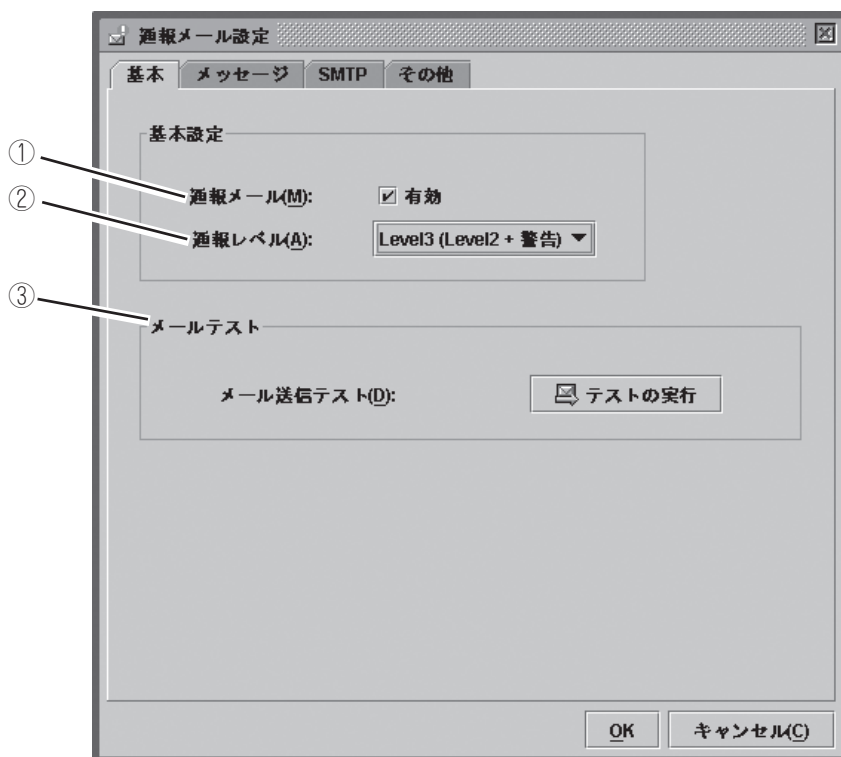 通報メール設定
基本 メッセージ SMTP その他
基本設定
① 通報メール(M): 有効
② 通報レベル(A): Level3 (Level2 + 警告)
③ メールテスト
メール送信テスト(D): テストの実行
OK キャンセル(C)